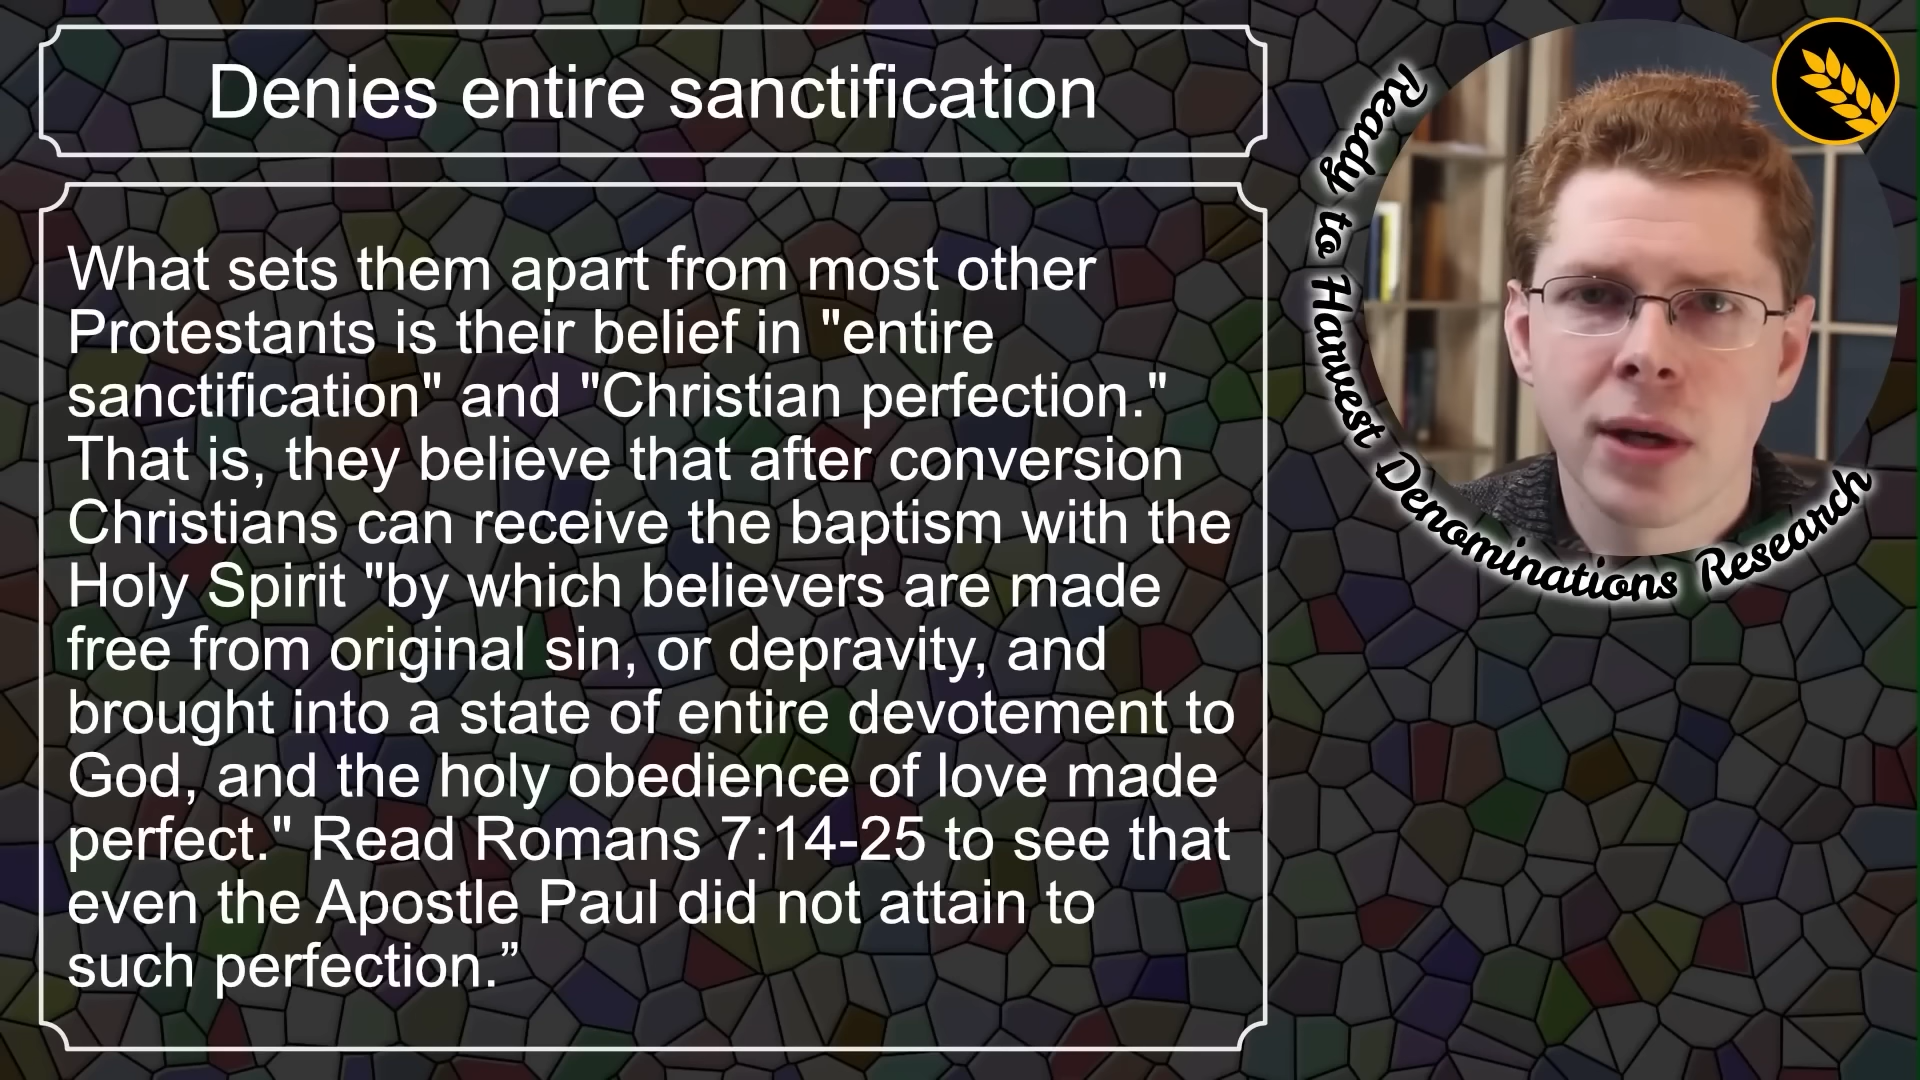 Denies entire sanctification
What sets them apart from most other
Protestants is their belief in "entire
sanctification" and "Christian perfection."
That is, they believe that after conversion
Christians can receive the baptism with the
Holy Spirit "by which believers are made
free from original sin, or depravity, and
brought into a state of entire devotement to
God, and the holy obedience of love made
perfect." Read Romans 7:14-25 to see that
even the Apostle Paul did not attain to
such perfection.”
Ready to Harvest Denominations Research